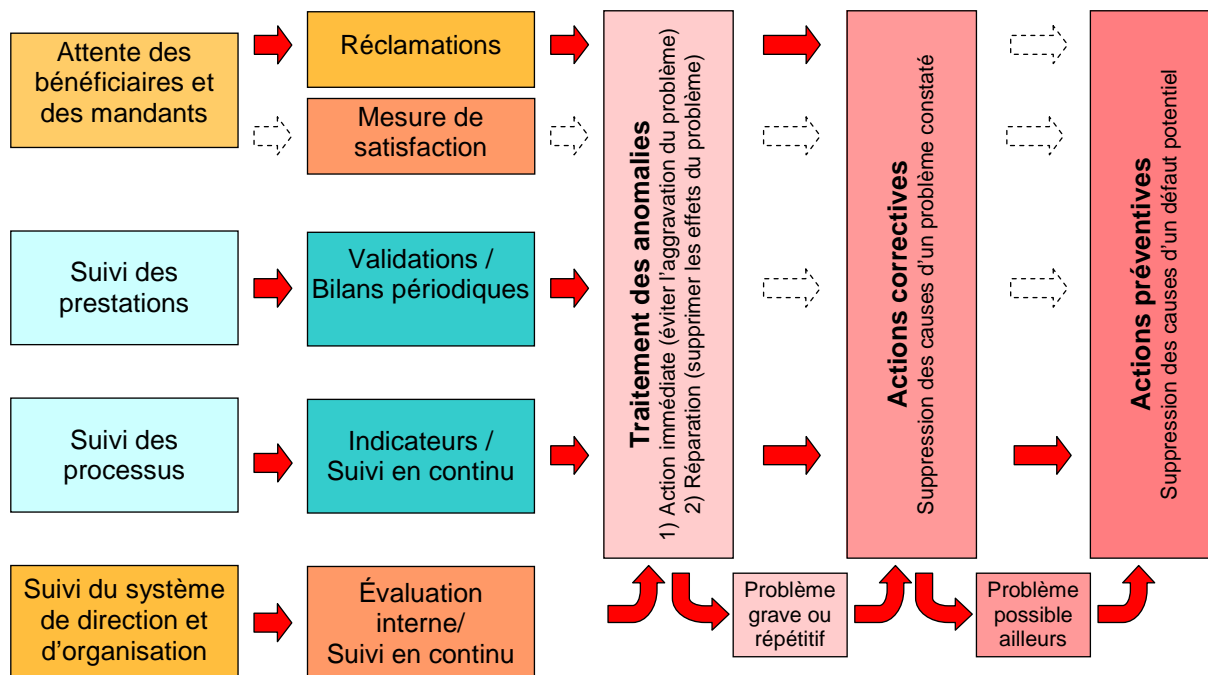 Attente des
bénéficiaires et
des mandants
Réclamations
Mesure de
satisfaction
Suivi des
prestations
Validations /
Bilans périodiques
Suivi des
processus
Indicateurs /
Suivi en continu
Suivi du système
de direction et
d'organisation
Évaluation
interne/
Suivi en continu
Traitement des anomalies
1) Action immédiate (éviter l'aggravation du problème)
2) Réparation (supprimer les effets du problème)
Problème
grave ou
répétitif
Actions correctives
Suppression des causes d'un problème constaté
Problème
possible
ailleurs
Actions préventives
Suppression des causes d'un défaut potentiel